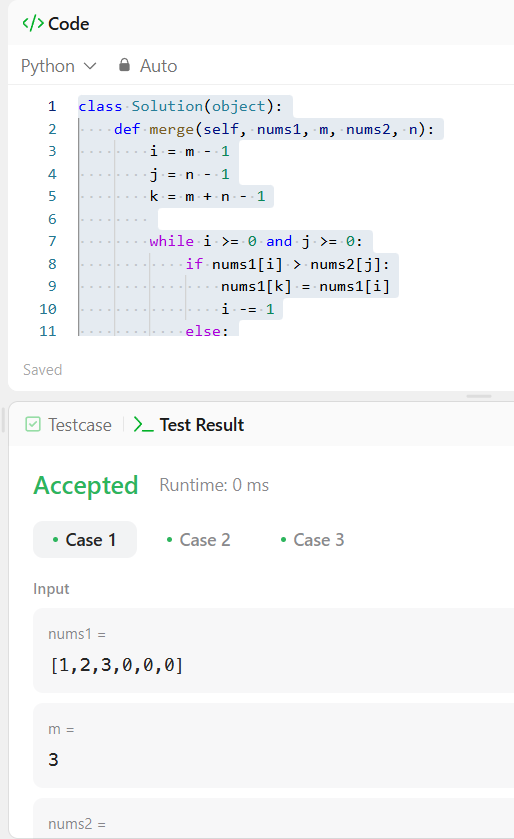 </> Code
Python Auto
1 class Solution(object):
2 def merge(self, nums1, m, nums2, n):
3 i = m - 1
4 j = n - 1
5 k = m + n - 1
6
7 while i >= 0 and j >= 0:
8 if nums1[i] > nums2[j]:
9 nums1[k] = nums1[i]
10 i -= 1
11 else:
Saved
Testcase >_ Test Result
Accepted Runtime: 0 ms
• Case 1 • Case 2 • Case 3
Input
nums1 =
[1,2,3,0,0,0]
m =
3
nums2 =